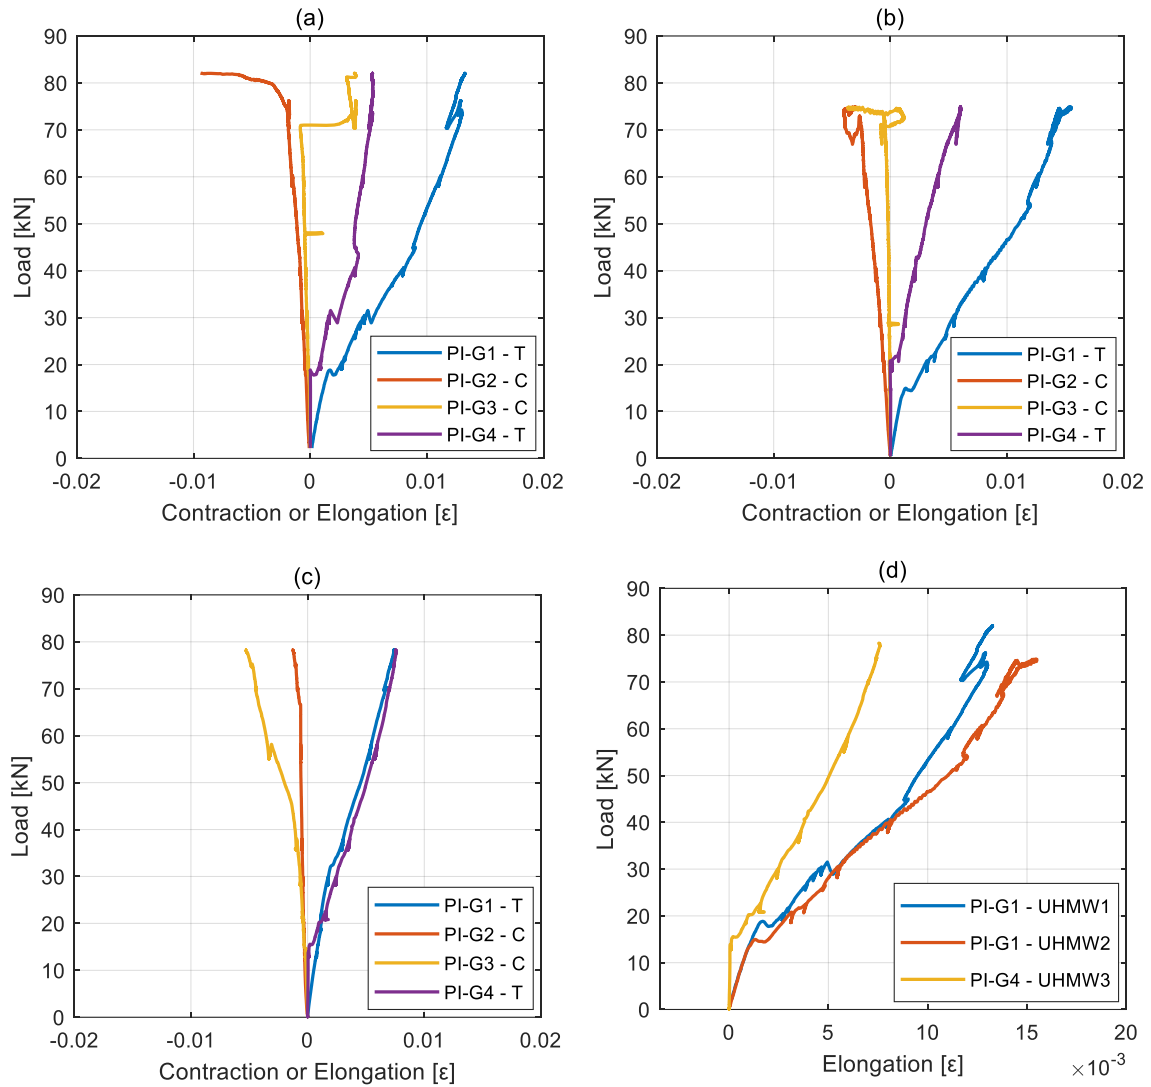 (a)
90
80
70
60
50
40
30
20
10
0
Load [kN]
-0.02
-0.01
0
0.01
0.02
Contraction or Elongation [ε]
PI-G1 - T
PI-G2 - C
PI-G3 - C
PI-G4 - T
(b)
90
80
70
60
50
40
30
20
10
0
Load [kN]
-0.02
-0.01
0
0.01
0.02
Contraction or Elongation [ε]
PI-G1 - T
PI-G2 - C
PI-G3 - C
PI-G4 - T
(c)
90
80
70
60
50
40
30
20
10
0
Load [kN]
-0.02
-0.01
0
0.01
0.02
Contraction or Elongation [ε]
PI-G1 - T
PI-G2 - C
PI-G3 - C
PI-G4 - T
(d)
90
80
70
60
50
40
30
20
10
0
Load [kN]
0
5
10
15
20
Elongation [ε]
×10⁻³
PI-G1 - UHMW1
PI-G1 - UHMW2
PI-G4 - UHMW3